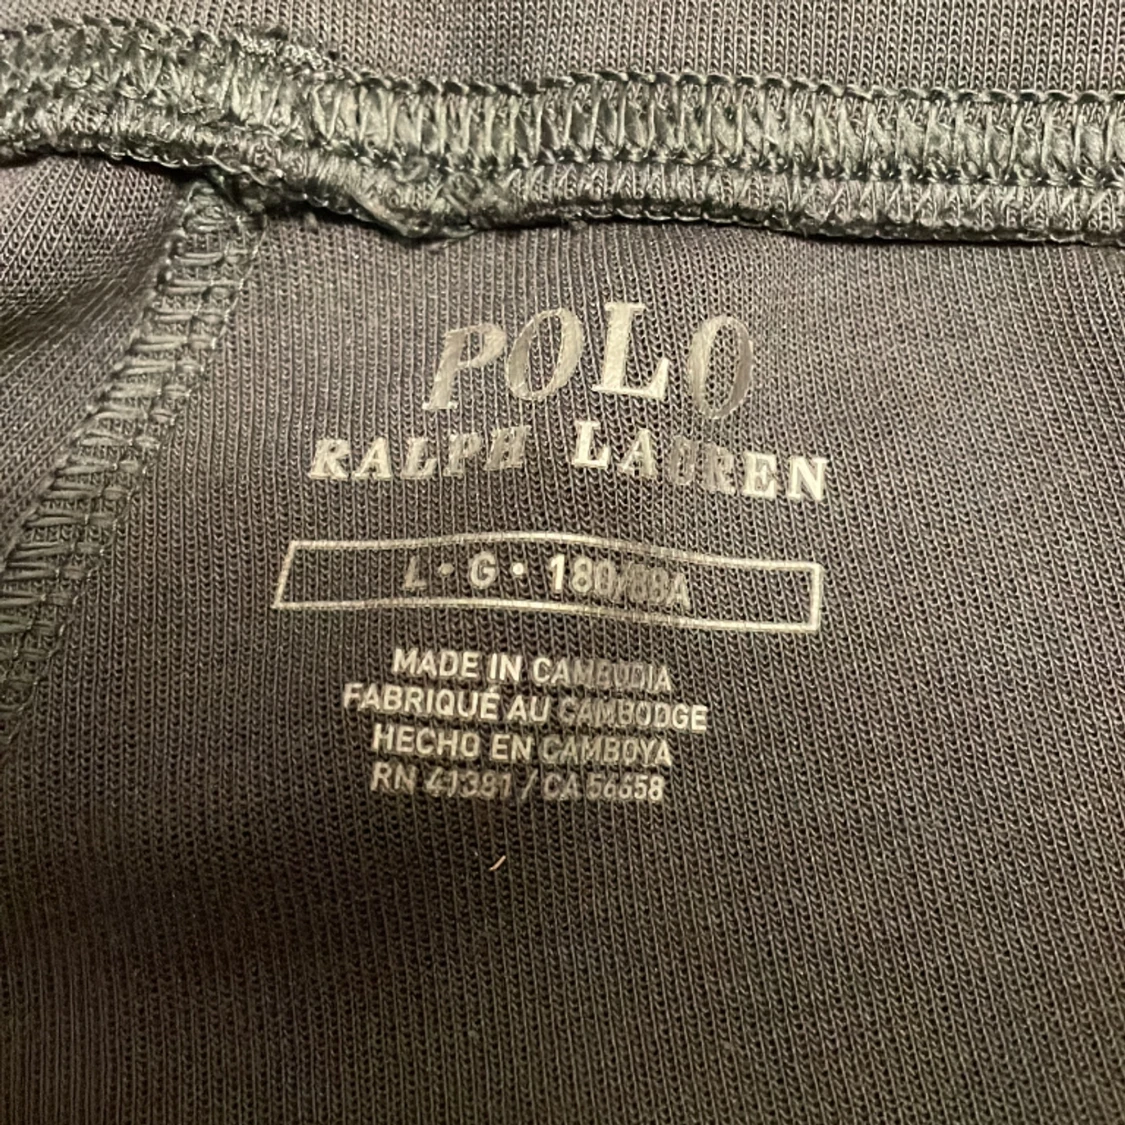 POLO
RALPH LAUREN
L • G • 180/88A
MADE IN CAMBODIA
FABRIQUÉ AU CAMBODGE
HECHO EN CAMBOYA
RN 41381 / CA 56658